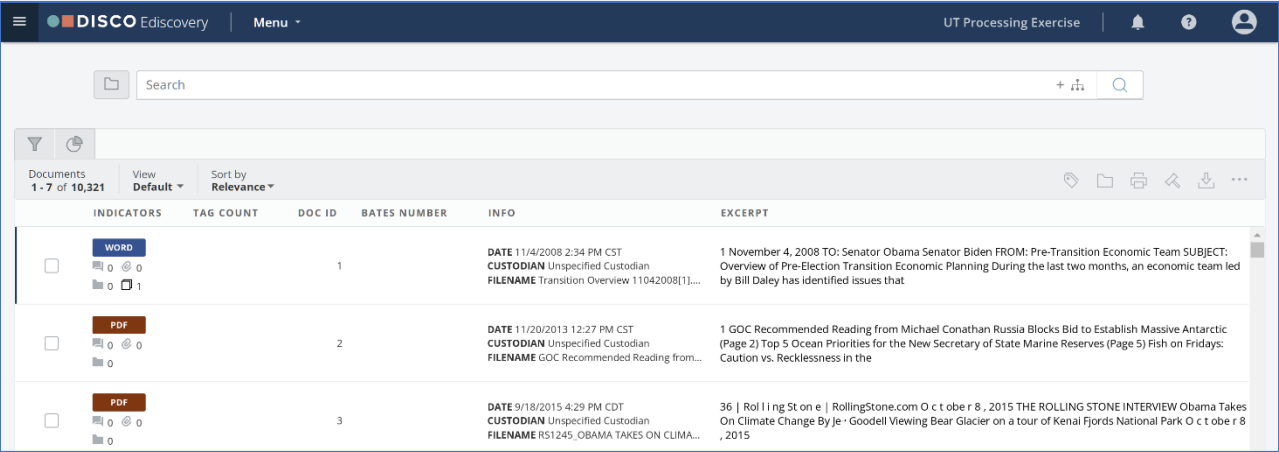 DISCO Ediscovery Menu UT Processing Exercise
Search
Documents View Sort by
1 - 7 of 10,321 Default Relevance
INDICATORS TAG COUNT DOC ID BATES NUMBER INFO EXCERPT
WORD
0 0
0 1
1
DATE 11/4/2008 2:34 PM CST
CUSTODIAN Unspecified Custodian
FILENAME Transition Overview 11042008[1]....
1 November 4, 2008 TO: Senator Obama Senator Biden FROM: Pre-Transition Economic Team SUBJECT:
Overview of Pre-Election Transition Economic Planning During the last two months, an economic team led
by Bill Daley has identified issues that
PDF
0 0
0
2
DATE 11/20/2013 12:27 PM CST
CUSTODIAN Unspecified Custodian
FILENAME GOC Recommended Reading from...
1 GOC Recommended Reading from Michael Conathan Russia Blocks Bid to Establish Massive Antarctic
(Page 2) Top 5 Ocean Priorities for the New Secretary of State Marine Reserves (Page 5) Fish on Fridays:
Caution vs. Recklessness in the
PDF
0 0
0
3
DATE 9/18/2015 4:29 PM CDT
CUSTODIAN Unspecified Custodian
FILENAME RS1245_OBAMA TAKES ON CLIMA...
36 | Rol l i ng St on e | RollingStone.com O c t obe r 8 , 2015 THE ROLLING STONE INTERVIEW Obama Takes
On Climate Change By Je · Goodell Viewing Bear Glacier on a tour of Kenai Fjords National Park O c t obe r 8
, 2015